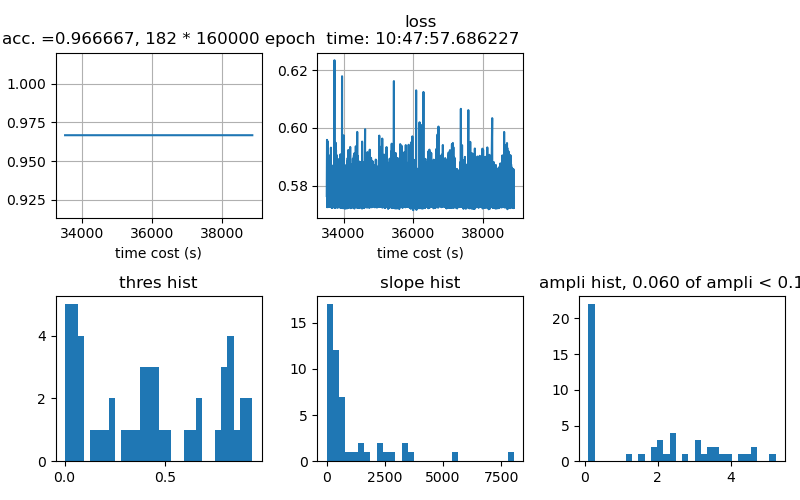 loss
acc. =0.966667, 182 * 160000 epoch time: 10:47:57.686227
1.000
0.975
0.950
0.925
34000 36000 38000
time cost (s)
0.62
0.60
0.58
34000 36000 38000
time cost (s)
thres hist
4
2
0
0.0 0.5
slope hist
15
10
5
0
0 2500 5000 7500
ampli hist, 0.060 of ampli < 0.1
20
15
10
5
0
0 2 4